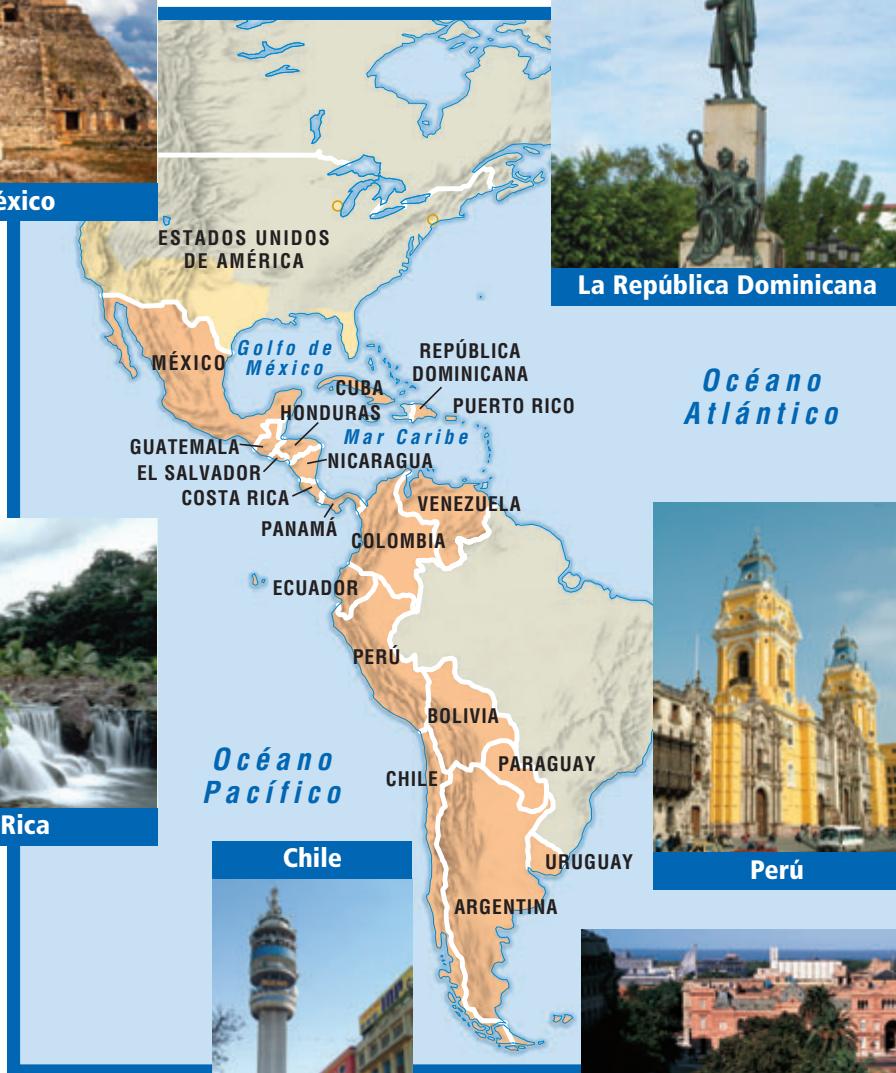 éxico
La República Dominicana
ESTADOS UNIDOS
DE AMÉRICA
MÉXICO
Golfo de
México
REPÚBLICA
DOMINICANA
CUBA
PUERTO RICO
HONDURAS
Océano
Atlántico
Mar Caribe
GUATEMALA
NICARAGUA
EL SALVADOR
COSTA RICA
PANAMÁ
VENEZUELA
COLOMBIA
ECUADOR
PERÚ
BOLIVIA
Océano
Pacífico
CHILE
PARAGUAY
Rica
Chile
URUGUAY
Perú
ARGENTINA